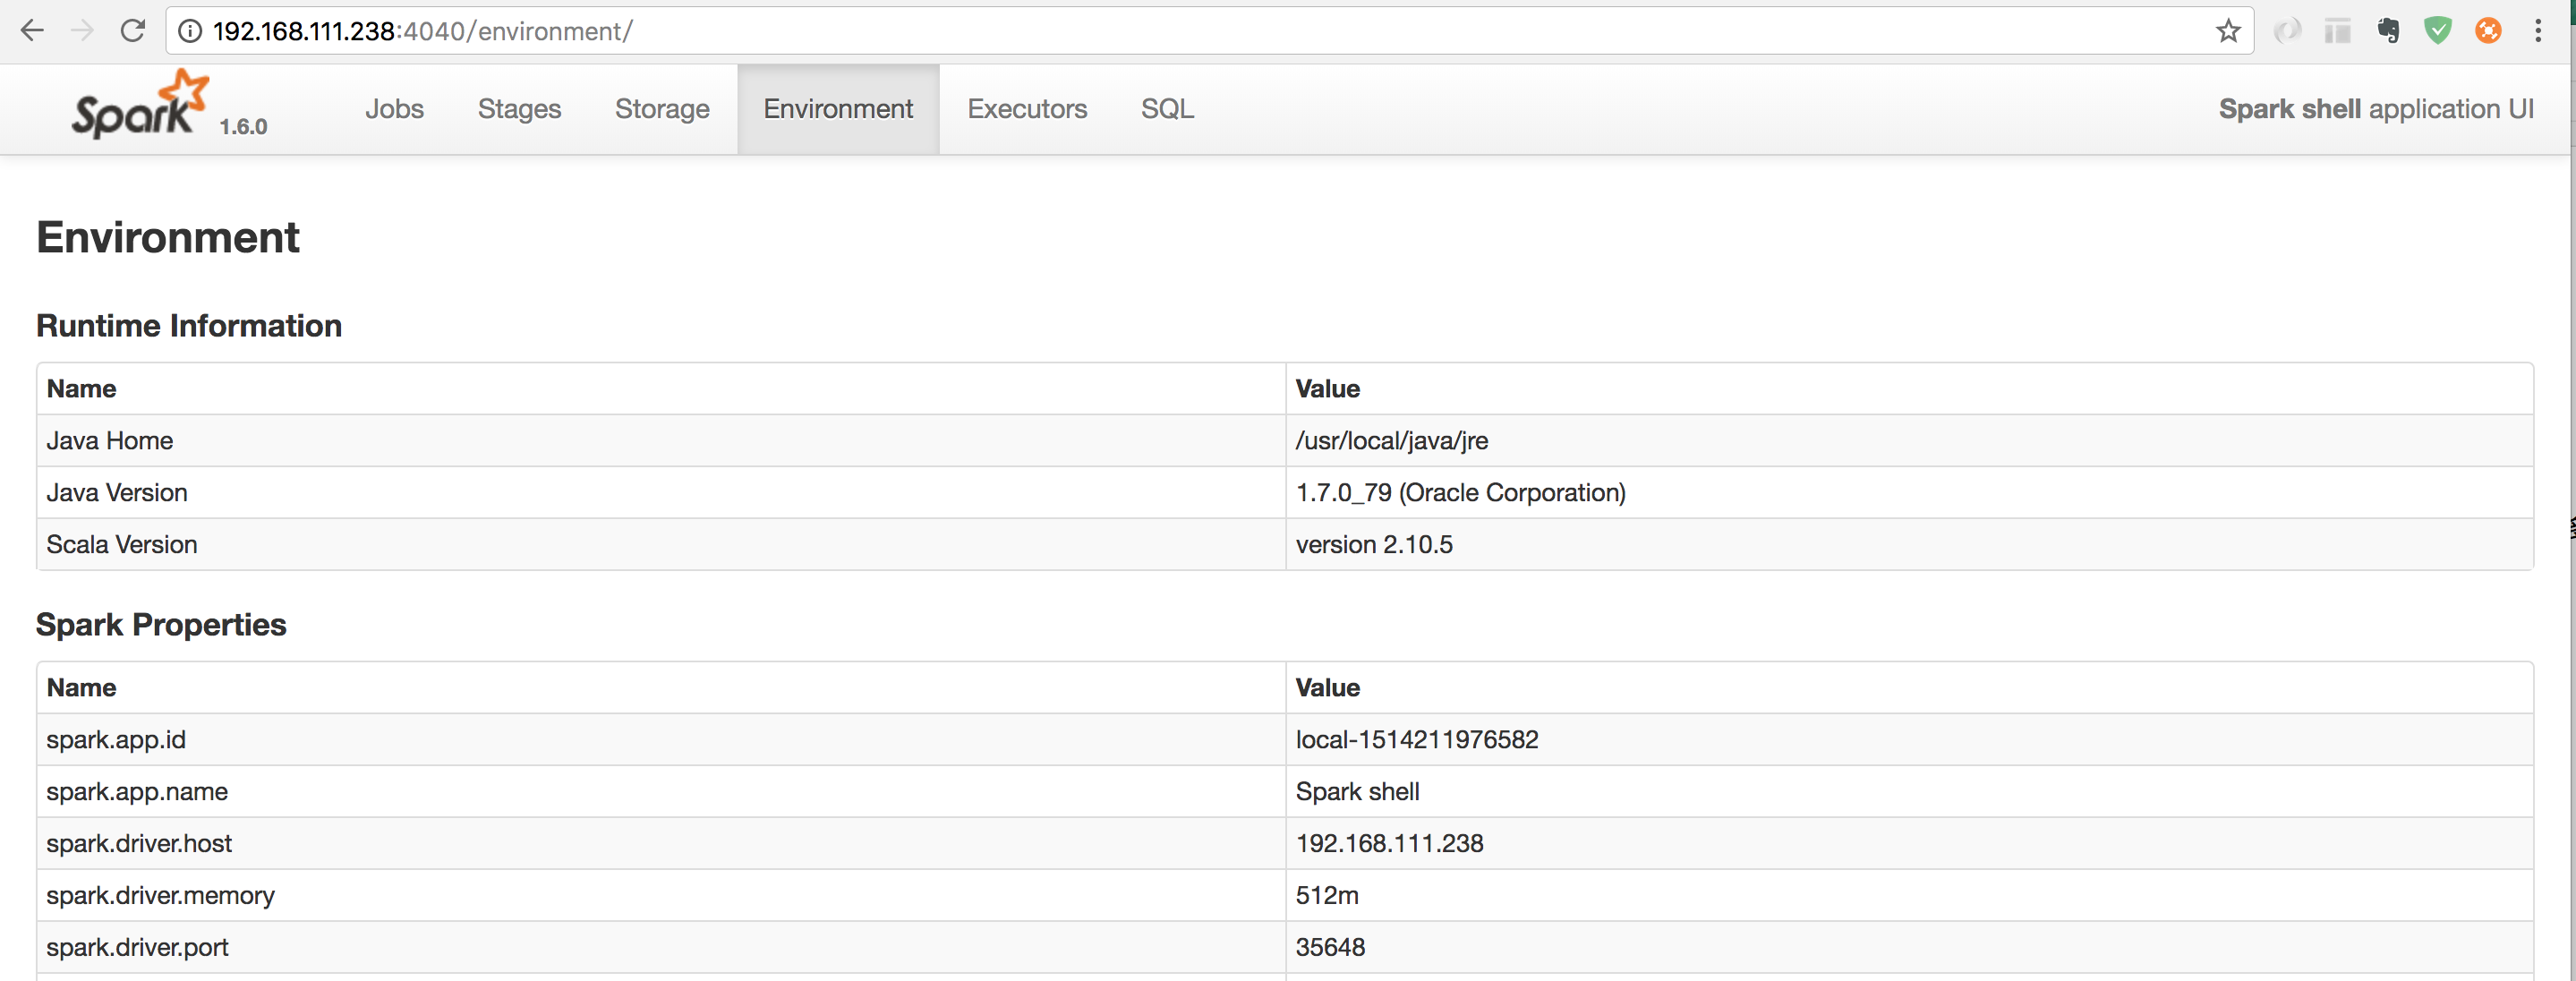 192.168.111.238:4040/environment/
Spark 1.6.0 Jobs Stages Storage Environment Executors SQL Spark shell application UI
Environment
Runtime Information
Name Value
Java Home /usr/local/java/jre
Java Version 1.7.0_79 (Oracle Corporation)
Scala Version version 2.10.5
Spark Properties
Name Value
spark.app.id local-1514211976582
spark.app.name Spark shell
spark.driver.host 192.168.111.238
spark.driver.memory 512m
spark.driver.port 35648